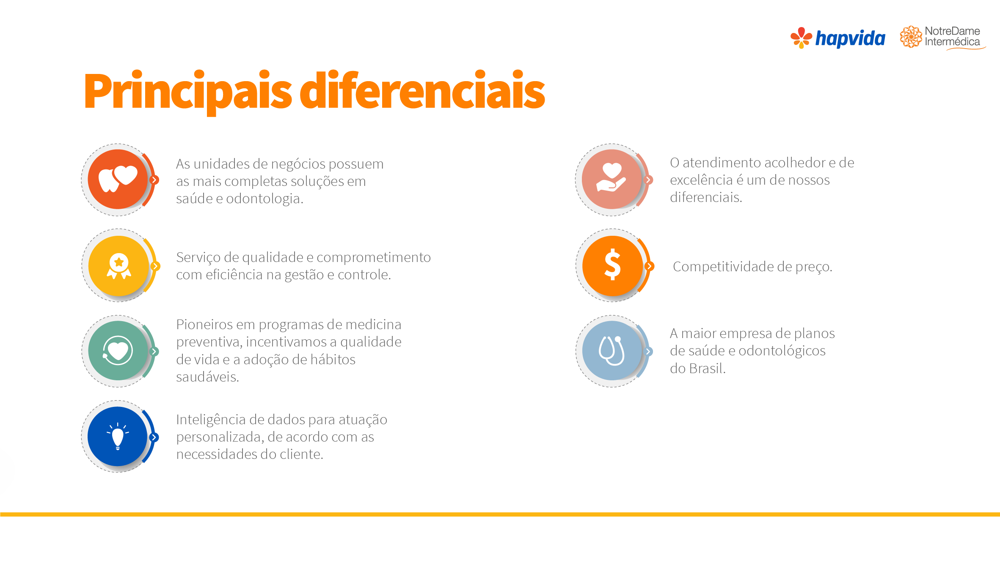 hapvida
NotreDame
Intermédica
Principais diferenciais
As unidades de negócios possuem
as mais completas soluções em
saúde e odontologia.
Serviço de qualidade e comprometimento
com eficiência na gestão e controle.
Pioneiros em programas de medicina
preventiva, incentivamos a qualidade
de vida e a adoção de hábitos
saudáveis.
Inteligência de dados para atuação
personalizada, de acordo com as
necessidades do cliente.
O atendimento acolhedor e de
excelência é um de nossos
diferenciais.
$
Competitividade de preço.
A maior empresa de planos
de saúde e odontológicos
do Brasil.